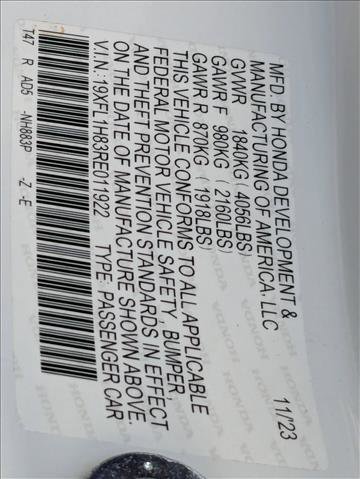 MFD. BY HONDA DEVELOPMENT &
MANUFACTURING OF AMERICA, LLC 11/23
GVWR 1840KG ( 4056LBS)
GAWR F 980KG ( 2160LBS)
GAWR R 870KG ( 1918LBS)
THIS VEHICLE CONFORMS TO ALL APPLICABLE
FEDERAL MOTOR VEHICLE SAFETY, BUMPER,
AND THEFT PREVENTION STANDARDS IN EFFECT
ON THE DATE OF MANUFACTURE SHOWN ABOVE.
V.I.N.:19XFL1H83RE011922 TYPE: PASSENGER CAR
T47 R AD5 -NH883P -Z -E